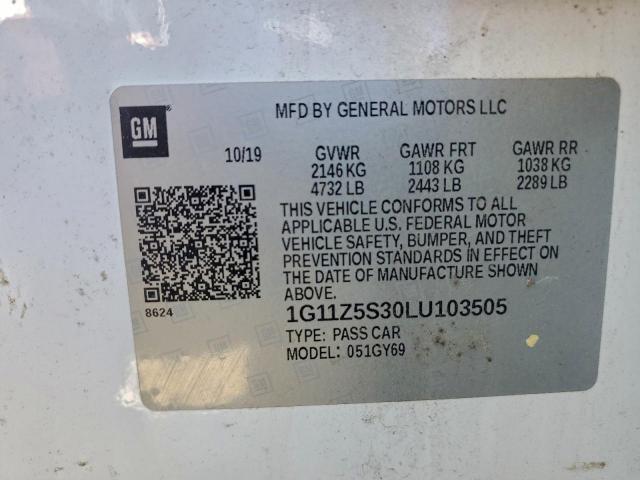 GM
MFD BY GENERAL MOTORS LLC
10/19 GVWR GAWR FRT GAWR RR
2146 KG 1108 KG 1038 KG
4732 LB 2443 LB 2289 LB
THIS VEHICLE CONFORMS TO ALL
APPLICABLE U.S. FEDERAL MOTOR
VEHICLE SAFETY, BUMPER, AND THEFT
PREVENTION STANDARDS IN EFFECT ON
THE DATE OF MANUFACTURE SHOWN
ABOVE.
8624
1G11Z5S30LU103505
TYPE: PASS CAR
MODEL: 051GY69